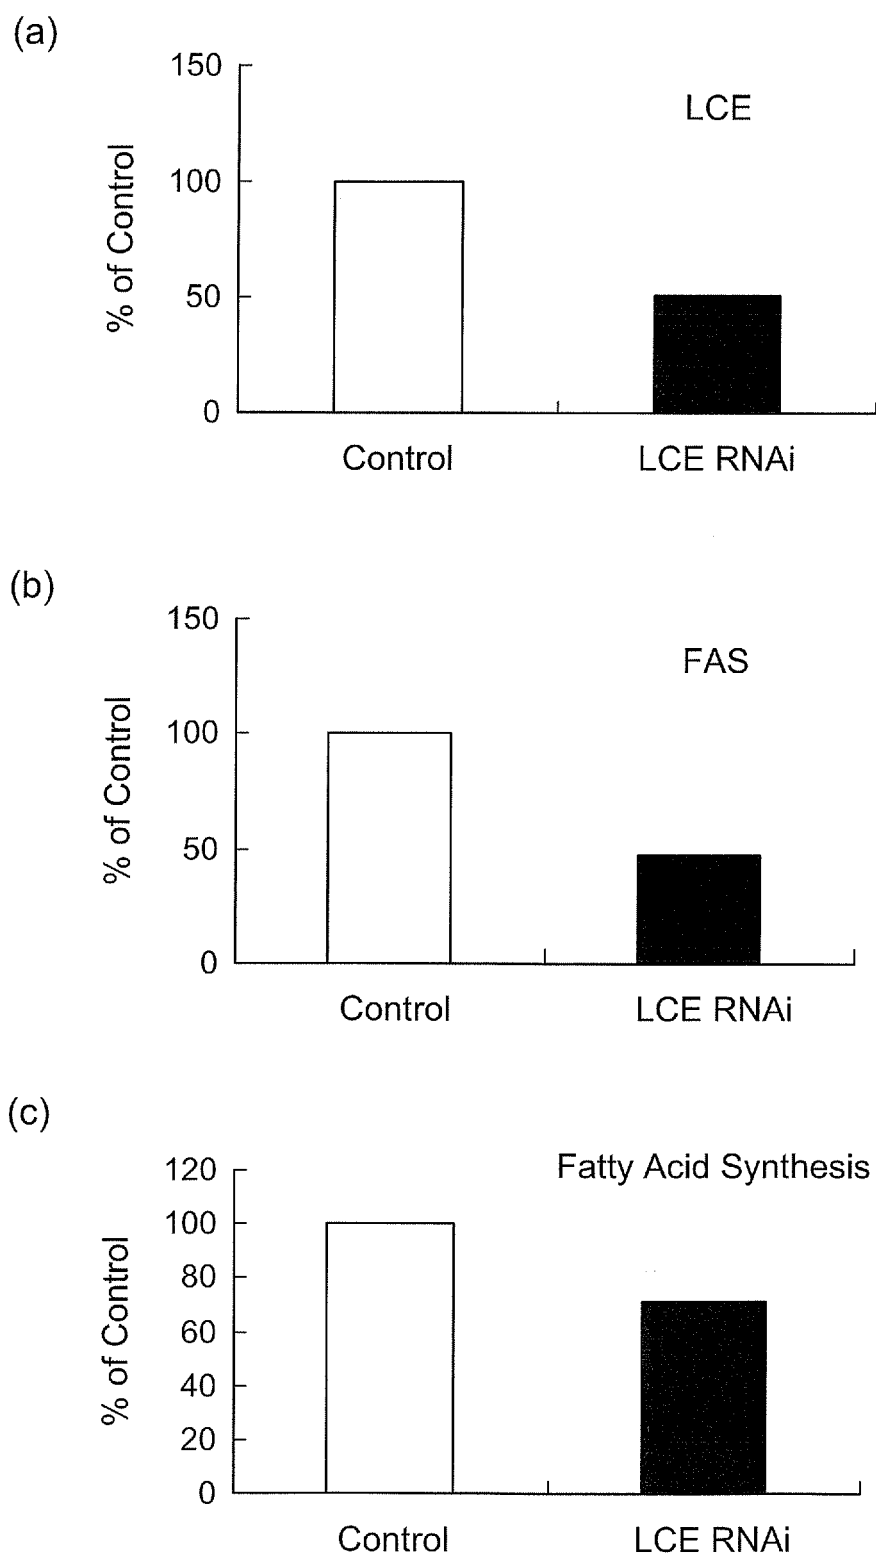 (a)
150
LCE
100
% of Control
50
0
Control LCE RNAi
(b)
150
FAS
100
% of Control
50
0
Control LCE RNAi
(c)
120
Fatty Acid Synthesis
100
80
% of Control
60
40
20
0
Control LCE RNAi